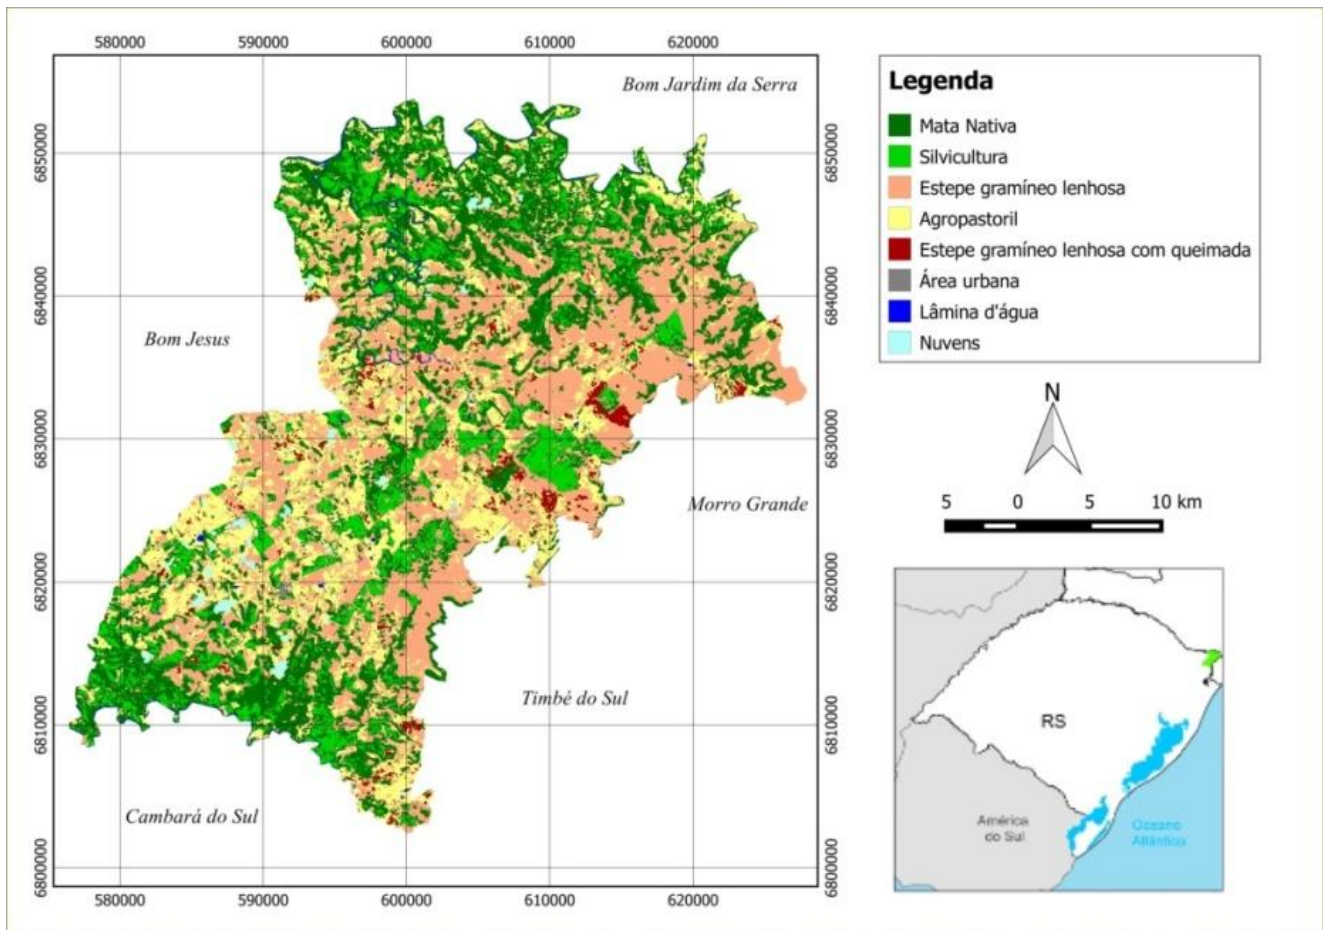 580000 590000 600000 610000 620000
Bom Jardim da Serra
6850000 6850000
6840000 6840000
Bom Jesus
6830000 6830000
Morro Grande
6820000 6820000
Timbé do Sul
6810000 6810000
Cambará do Sul
6800000 6800000
580000 590000 600000 610000 620000
Legenda
Mata Nativa
Silvicultura
Estepe gramíneo lenhosa
Agropastoril
Estepe gramíneo lenhosa com queimada
Área urbana
Lâmina d'água
Nuvens
N
5 0 5 10 km
RS
América
do Sul
Oceano
Atlântico